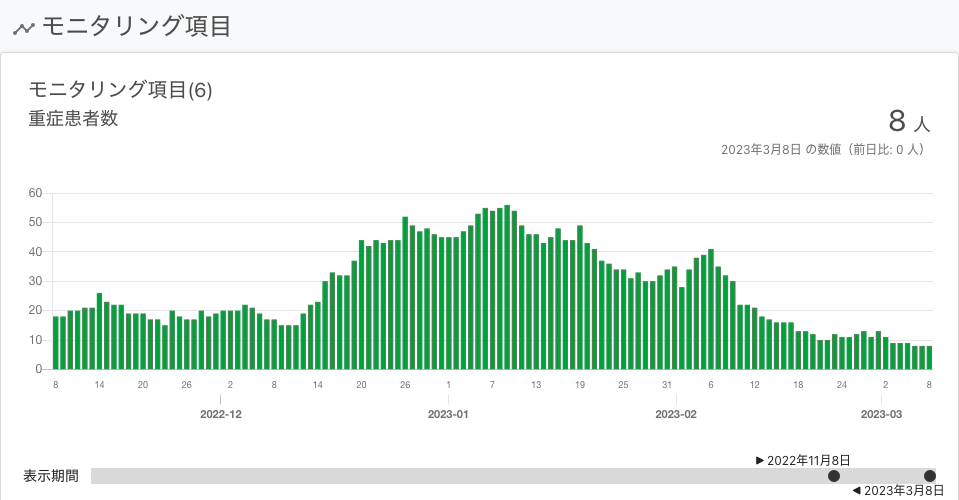 モニタリング項目
モニタリング項目(6)
重症患者数
8 人
2023年3月8日 の数値（前日比: 0 人）
60
50
40
30
20
10
0
8 14 20 26 2 8 14 20 26 1 7 13 19 25 31 6 12 18 24 2 8
2022-12 2023-01 2023-02 2023-03
▶ 2022年11月8日
表示期間
◀ 2023年3月8日